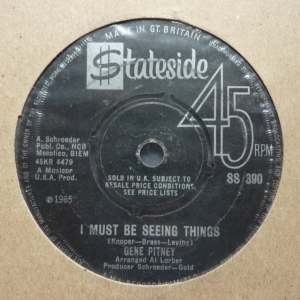 MADE IN GT. BRITAIN
$tateside
45
RPM
A. Schroeder
Publ. Co., NCB
Menolico, BIEM
45KR 4479
A Musicor
U.S.A. Prod.
SOLD IN U.K. SUBJECT TO
RESALE PRICE CONDITIONS,
SEE PRICE LISTS
SS 390
℗1965
I MUST BE SEEING THINGS
(Kooper—Brass—Levine)
GENE PITNEY
Arranged Al Lorber
Producer Schroeder—Gold